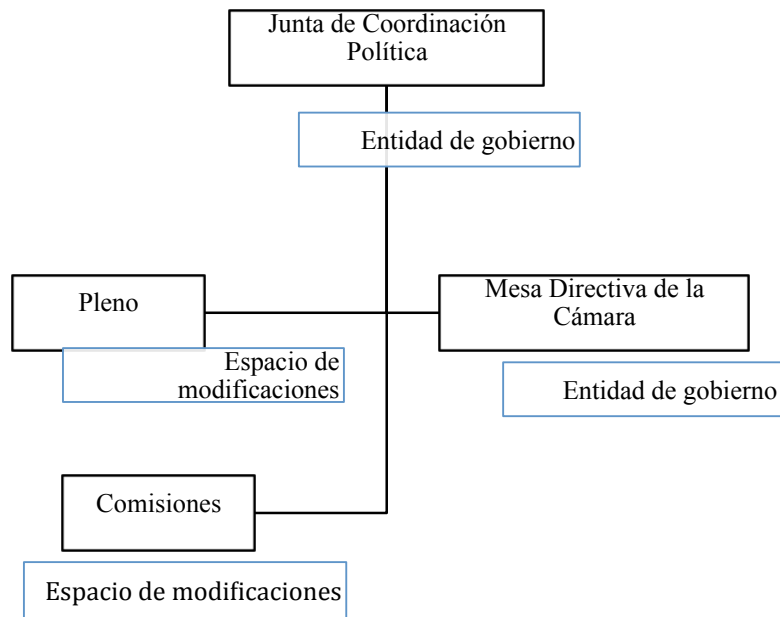 Junta de Coordinación
Política
Entidad de gobierno
Pleno
Espacio de
modificaciones
Mesa Directiva de la
Cámara
Entidad de gobierno
Comisiones
Espacio de modificaciones